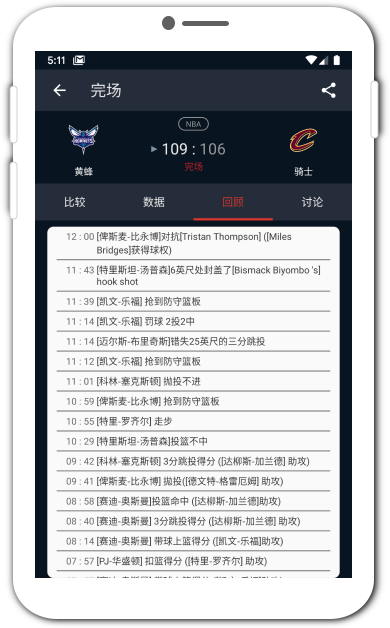 5:11
完场
NBA
109 : 106
完场
黄蜂
骑士
比较
数据
回顾
讨论
12 : 00 [俾斯麦-比永博]对抗[Tristan Thompson] ([Miles
Bridges]获得球权)
11 : 43 [特里斯坦-汤普森]6英尺处封盖了[Bismack Biyombo 's]
hook shot
11 : 39 [凯文-乐福] 抢到防守篮板
11 : 14 [凯文-乐福] 罚球 2投2中
11 : 14 [迈尔斯-布里奇斯]错失25英尺的三分跳投
11 : 12 [凯文-乐福] 抢到防守篮板
11 : 01 [科林-塞克斯顿] 抛投不进
10 : 59 [俾斯麦-比永博] 抢到防守篮板
10 : 55 [特里-罗齐尔] 走步
10 : 29 [特里斯坦-汤普森]投篮不中
09 : 42 [科林-塞克斯顿] 3分跳投得分 ([达柳斯-加兰德] 助攻)
09 : 41 [俾斯麦-比永博] 抛投([德文特-格雷厄姆] 助攻)
08 : 58 [赛迪-奥斯曼]投篮命中 ([达柳斯-加兰德]助攻)
08 : 40 [赛迪-奥斯曼] 3分跳投得分 ([达柳斯-加兰德] 助攻)
08 : 14 [赛迪-奥斯曼] 带球上篮得分 ([凯文-乐福]助攻)
07 : 57 [PJ-华盛顿] 扣篮得分 ([特里-罗齐尔] 助攻)